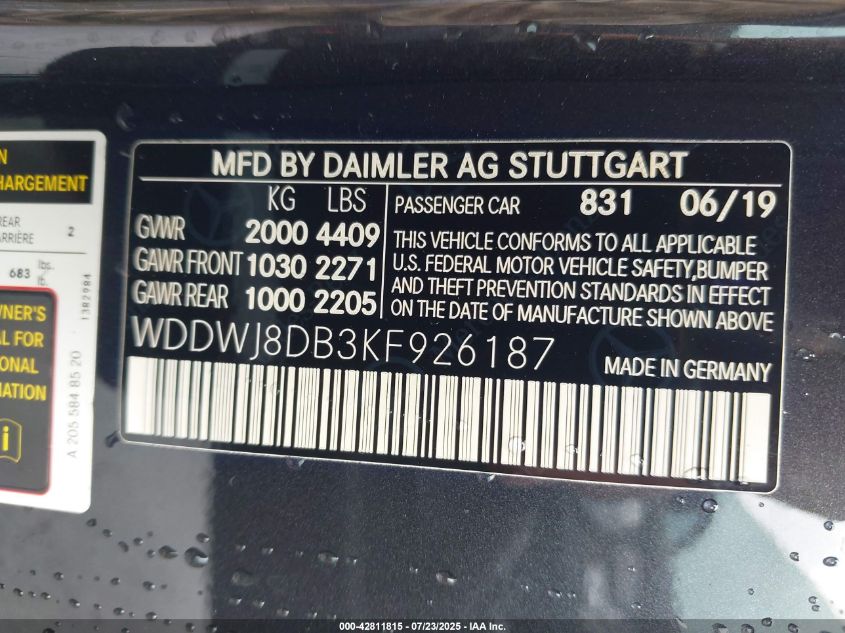 MFD BY DAIMLER AG STUTTGART
KG LBS
GVWR 2000 4409
GAWR FRONT 1030 2271
GAWR REAR 1000 2205
PASSENGER CAR 831 06/19
THIS VEHICLE CONFORMS TO ALL APPLICABLE
U.S. FEDERAL MOTOR VEHICLE SAFETY,BUMPER
AND THEFT PREVENTION STANDARDS IN EFFECT
ON THE DATE OF MANUFACTURE SHOWN ABOVE.
WDDWJ8DB3KF926187
MADE IN GERMANY
N
HARGEMENT
REAR 2
ARRIÈRE
683 lbs.
lb.
1382984
WNER'S
AL FOR
ONAL
MATION
i
A 205 584 85 20
000-42811815 - 07/23/2025 - IAA Inc.